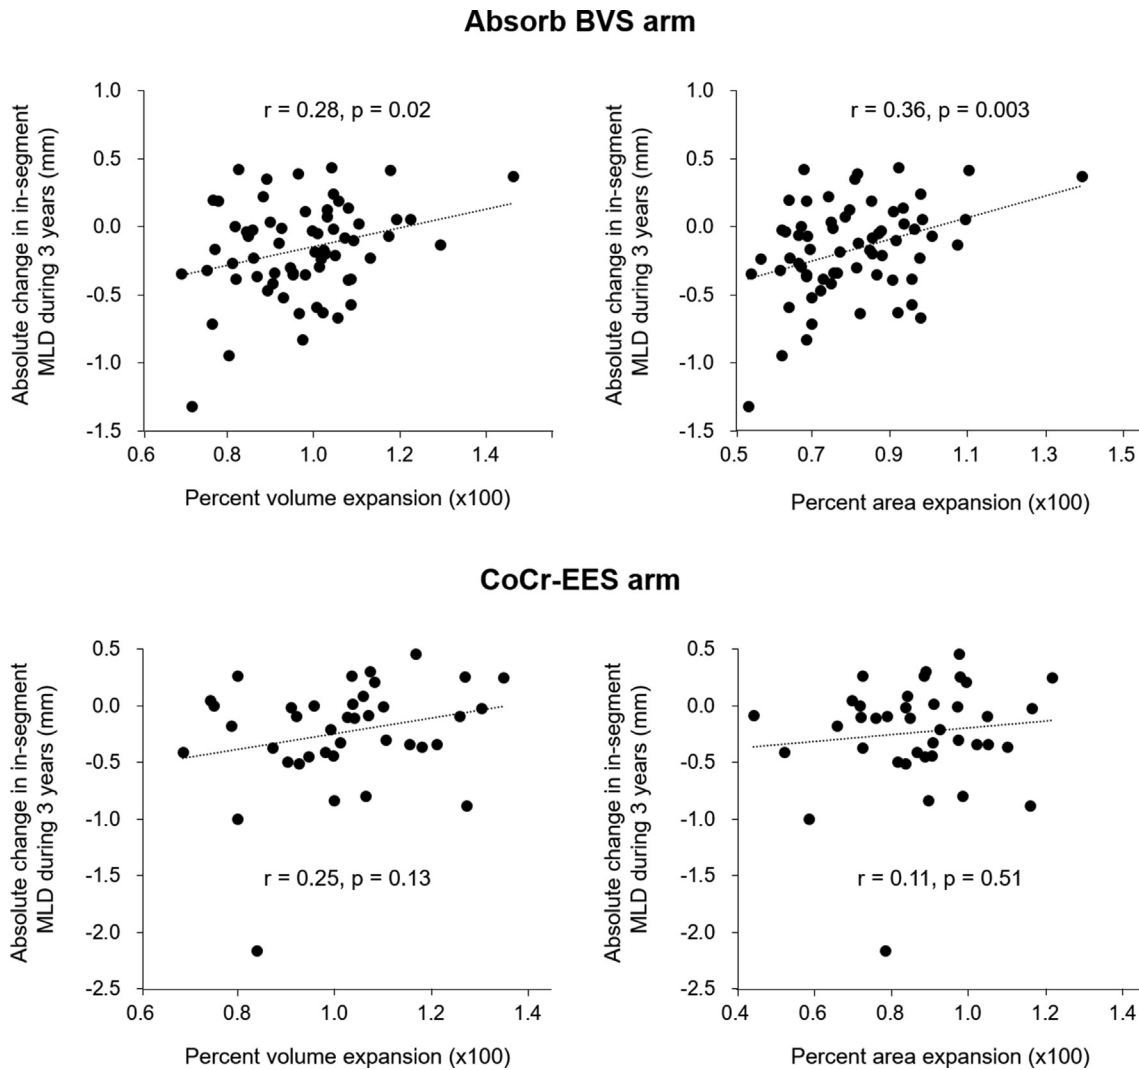 Absorb BVS arm
Absolute change in in-segment
MLD during 3 years (mm)
1.0
0.5
0.0
-0.5
-1.0
-1.5
r = 0.28, p = 0.02
0.6
0.8
1.0
1.2
1.4
Percent volume expansion (x100)
Absolute change in in-segment
MLD during 3 years (mm)
1.0
0.5
0.0
-0.5
-1.0
-1.5
r = 0.36, p = 0.003
0.5
0.7
0.9
1.1
1.3
1.5
Percent area expansion (x100)
CoCr-EES arm
Absolute change in in-segment
MLD during 3 years (mm)
0.5
0.0
-0.5
-1.0
-1.5
-2.0
-2.5
r = 0.25, p = 0.13
0.6
0.8
1.0
1.2
1.4
Percent volume expansion (x100)
Absolute change in in-segment
MLD during 3 years (mm)
0.5
0.0
-0.5
-1.0
-1.5
-2.0
-2.5
r = 0.11, p = 0.51
0.4
0.6
0.8
1.0
1.2
1.4
Percent area expansion (x100)